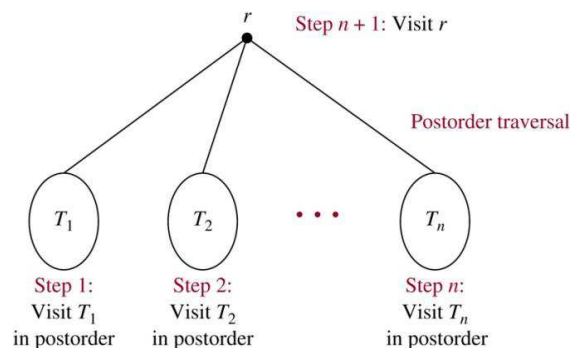 r
Step n + 1: Visit r
Postorder traversal
T₁
T₂
• • •
Tₙ
Step 1:
Visit T₁
in postorder
Step 2:
Visit T₂
in postorder
Step n:
Visit Tₙ
in postorder